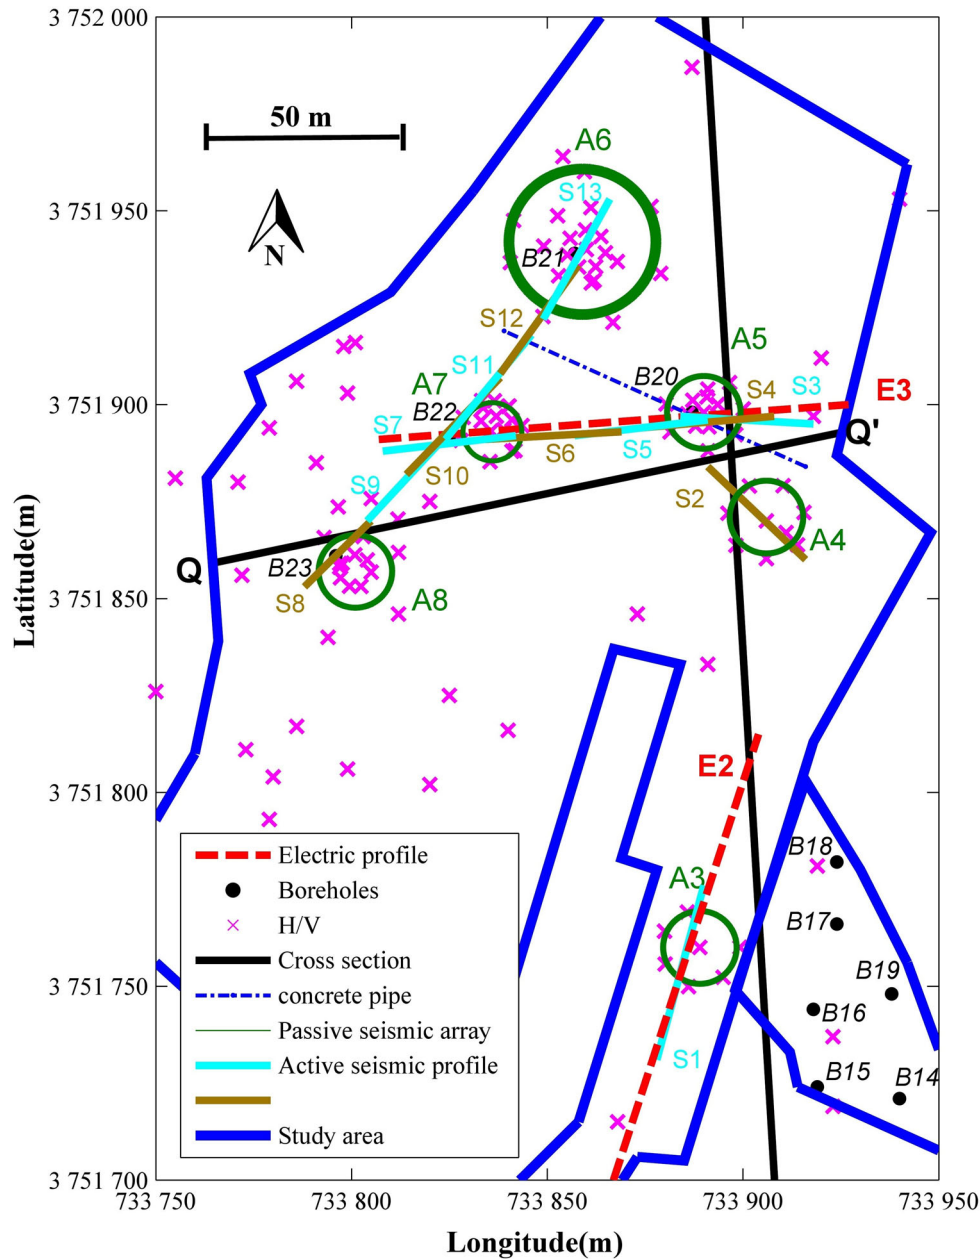 3 752 000
50 m
A6
S13
3 751 950
N
B21
S12
A5
B20
S4
S3
E3
S11
A7
B22
S7
3 751 900
S6
S5
Q'
S10
S9
S2
A4
Q
B23
S8
A8
3 751 850
Latitude(m)
E2
3 751 800
B18
Electric profile
A3
Boreholes
B17
H/V
Cross section
B19
concrete pipe
3 751 750
B16
Passive seismic array
Active seismic profile
S1
B15
B14
Study area
3 751 700
733 750
733 800
733 850
733 900
733 950
Longitude(m)